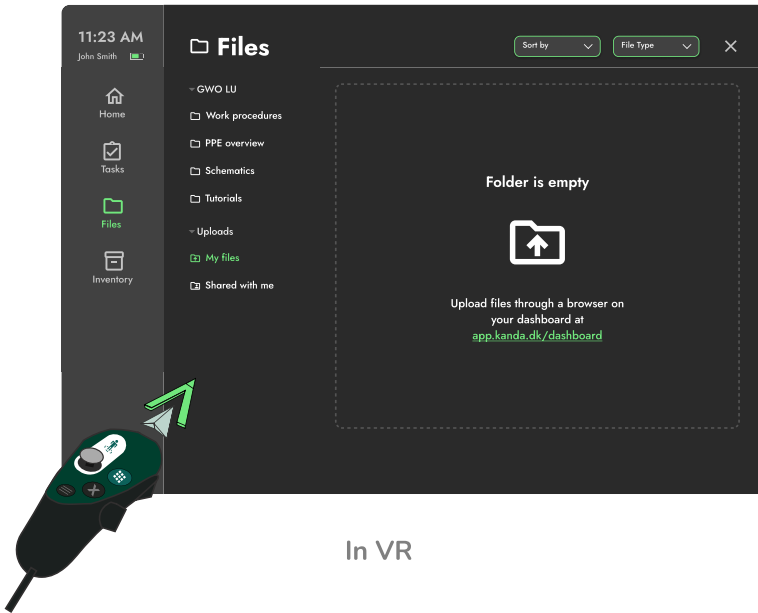 11:23 AM
John Smith
Home
Tasks
Files
Inventory
Files
Sort by
File Type
GWO LU
Work procedures
PPE overview
Schematics
Tutorials
Uploads
My files
Shared with me
Folder is empty
Upload files through a browser on
your dashboard at
app.kanda.dk/dashboard
In VR